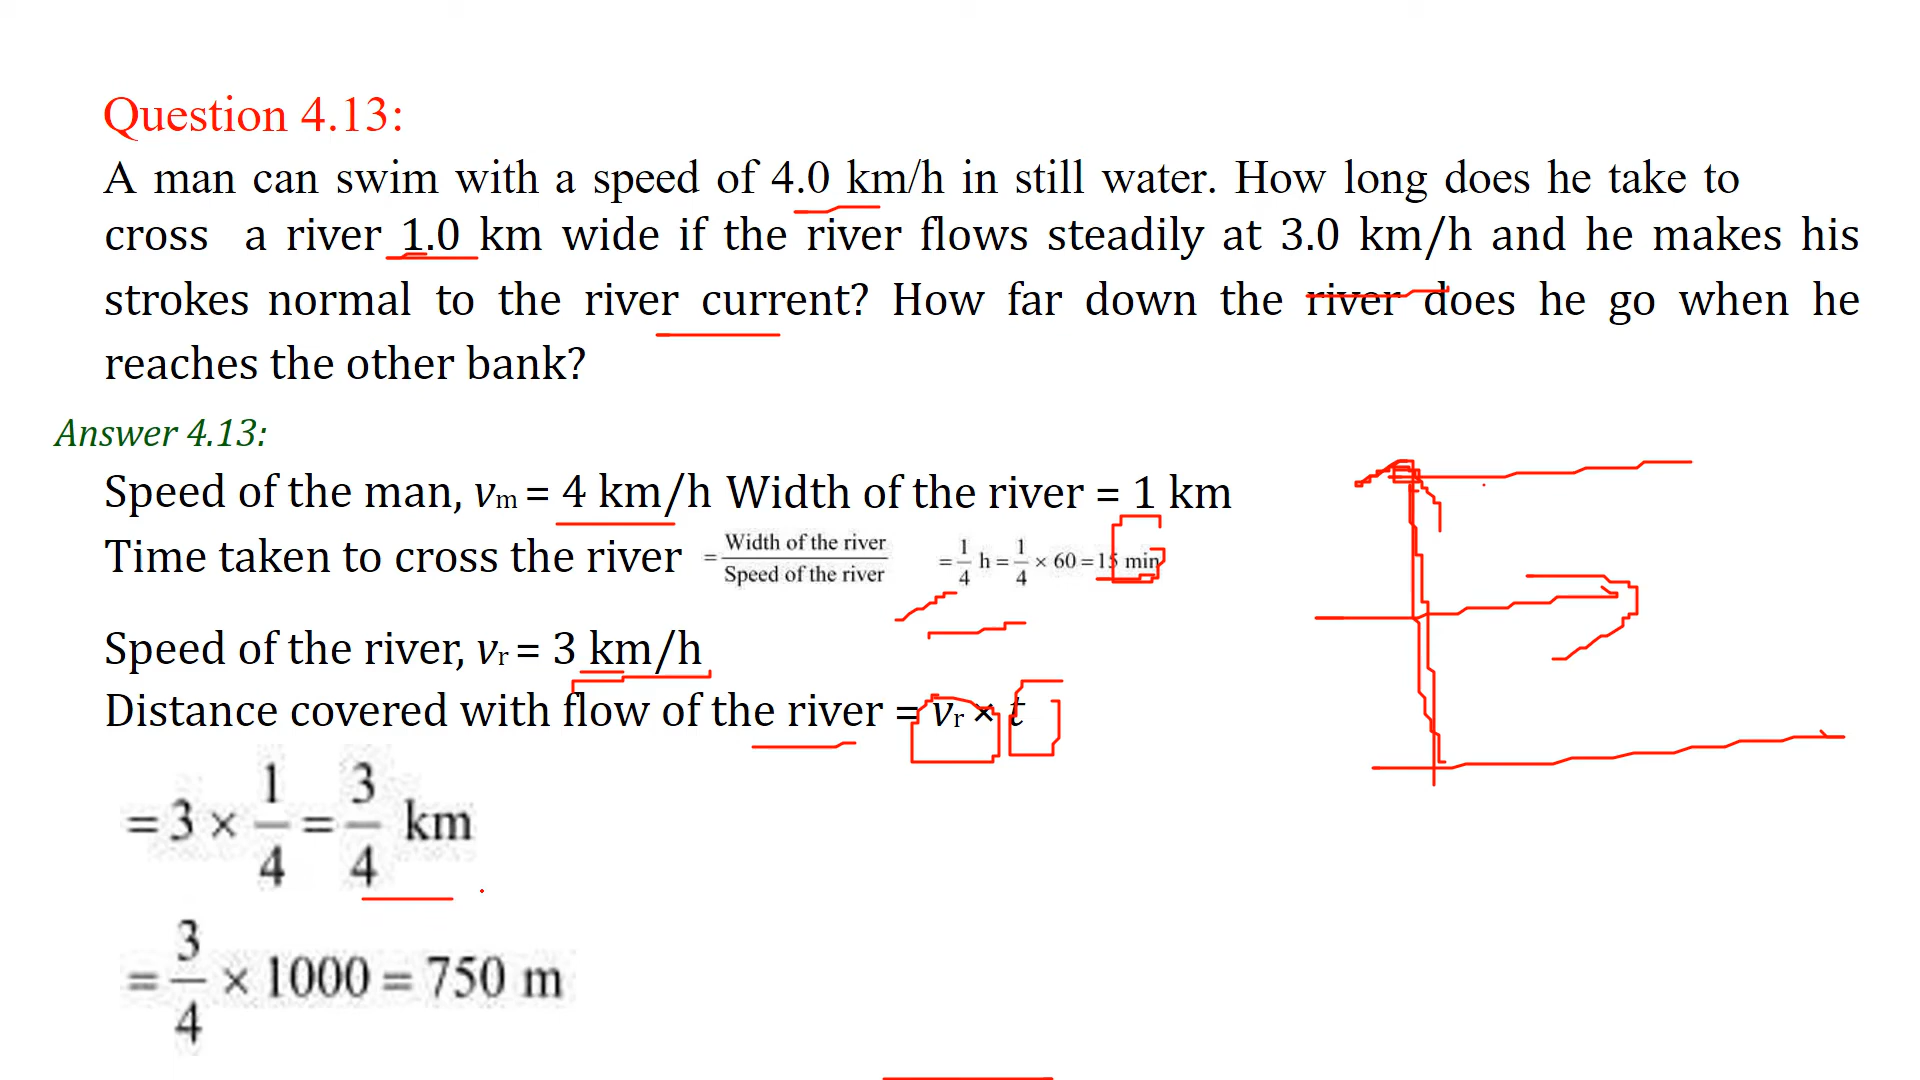 Question 4.13:
A man can swim with a speed of 4.0 km/h in still water. How long does he take to
cross a river 1.0 km wide if the river flows steadily at 3.0 km/h and he makes his
strokes normal to the river current? How far down the river does he go when he
reaches the other bank?
Answer 4.13:
Speed of the man, vm = 4 km/h Width of the river = 1 km
Time taken to cross the river = Width of the river / Speed of the river = 1/4 h = 1/4 × 60 = 15 min
Speed of the river, vr = 3 km/h
Distance covered with flow of the river = vr × t
= 3 × 1/4 = 3/4 km
= 3/4 × 1000 = 750 m